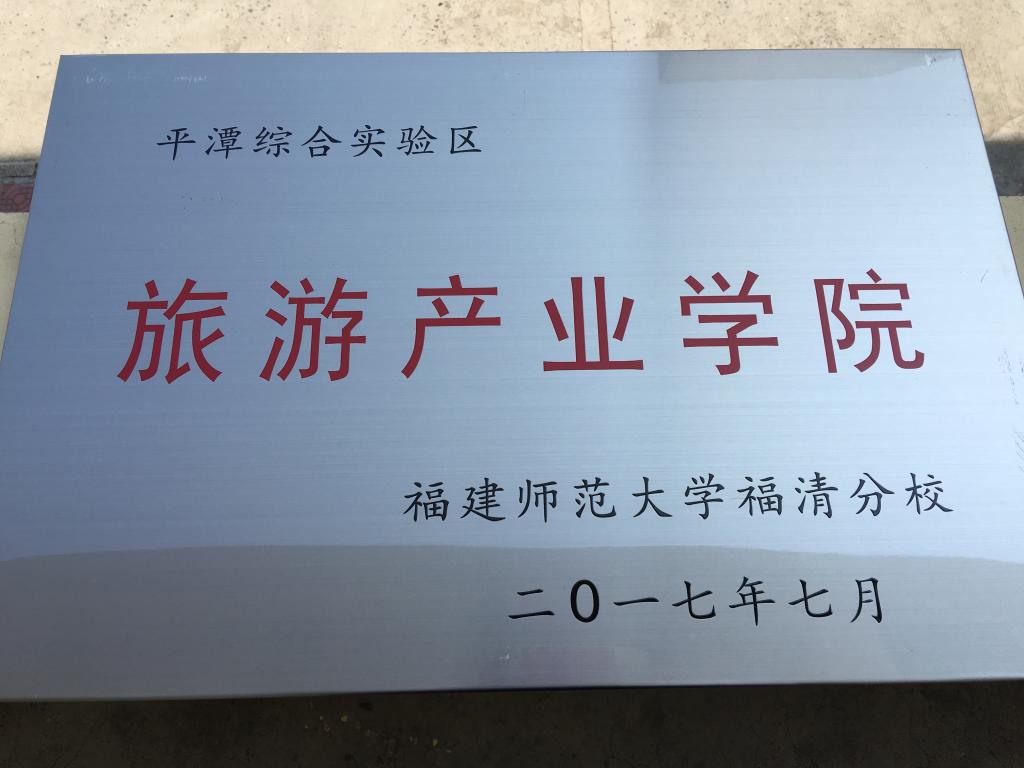 平潭综合实验区
旅游产业学院
福建师范大学福清分校
二0一七年七月